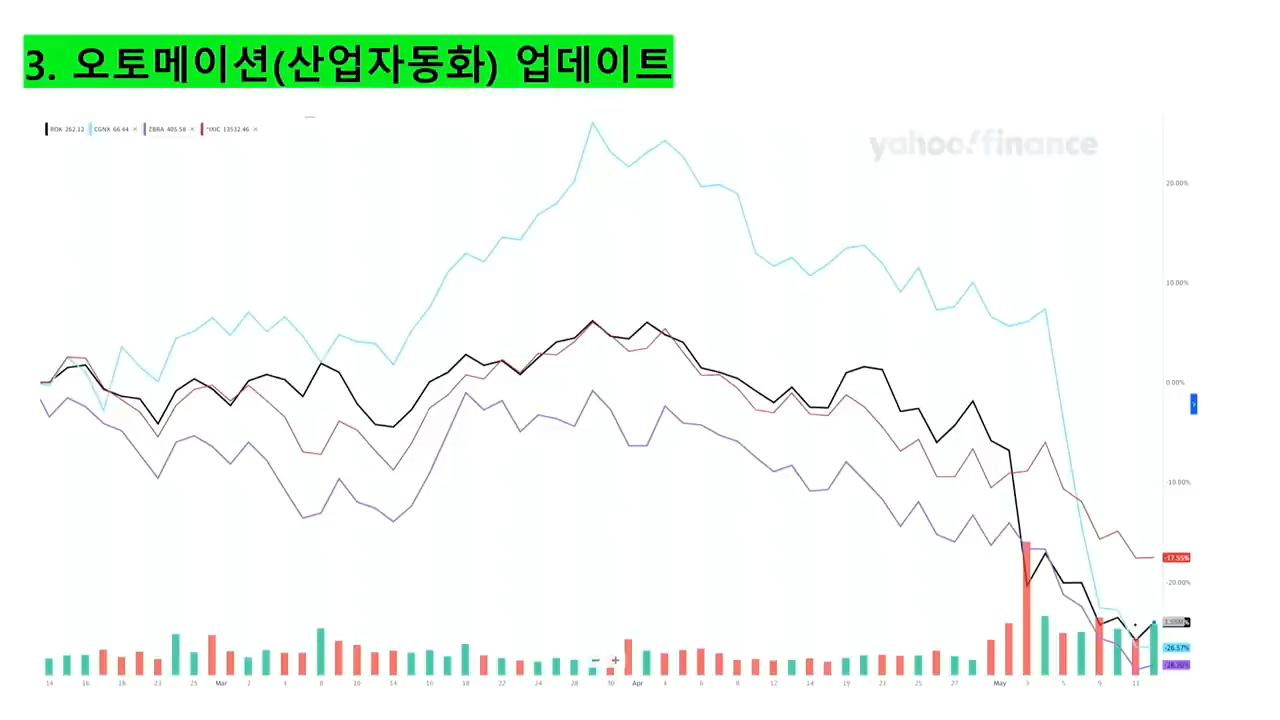 3. 오토메이션(산업자동화) 업데이트
ROK 262.12 CGNX 66.44 × ZBRA 405.58 × ^IXIC 13532.46 ×
yahoo!finance
20.00%
10.00%
0.00%
-10.00%
-17.55%
-20.00%
-26.57%
14 16 18 23 25 Mar 4 8 10 14 16 18 22 24 28 30 Apr 4 6 8 12 14 19 21 25 27 May 3 5 9 11